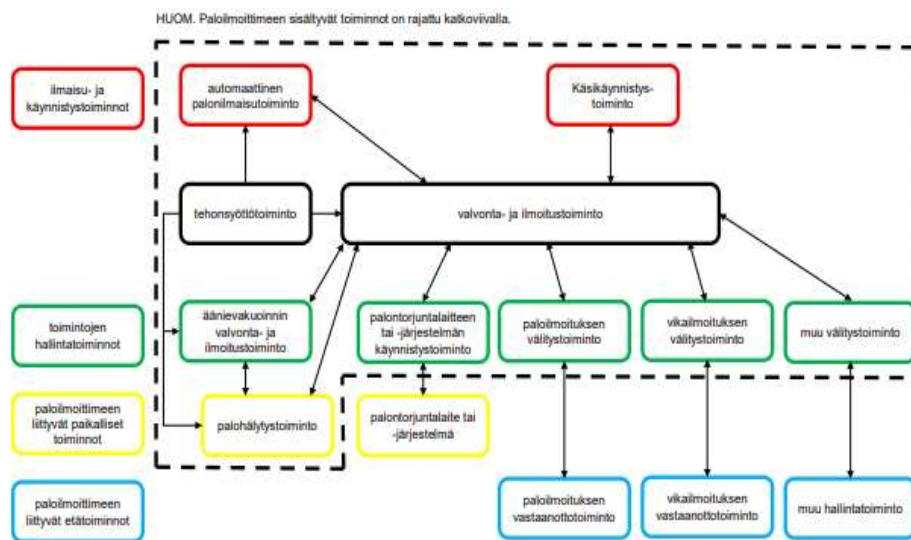 HUOM. Paloilmoittimeen sisältyvät toiminnot on rajattu katkoviivalla.
ilmaisu- ja
käynnistystoiminnot
automaattinen
palonilmaisutoiminto
Käsikäynnistys-
toiminto
tehonsyöttötoiminto
valvonta- ja ilmoitustoiminto
toimintojen
hallintatoiminnot
äänievakuoinnin
valvonta- ja
ilmoitustoiminto
palontorjuntalaitteen
tai -järjestelmän
käynnistystoiminto
paloilmoituksen
välitystoiminto
vikailmoituksen
välitystoiminto
muu välitystoiminto
paloilmoittimeen
liittyvät paikalliset
toiminnot
palohälytystoiminto
palontorjuntalaite tai
-järjestelmä
paloilmoittimeen
liittyvät etätoiminnot
paloilmoituksen
vastaanottotoiminto
vikailmoituksen
vastaanottotoiminto
muu hallintatoiminto